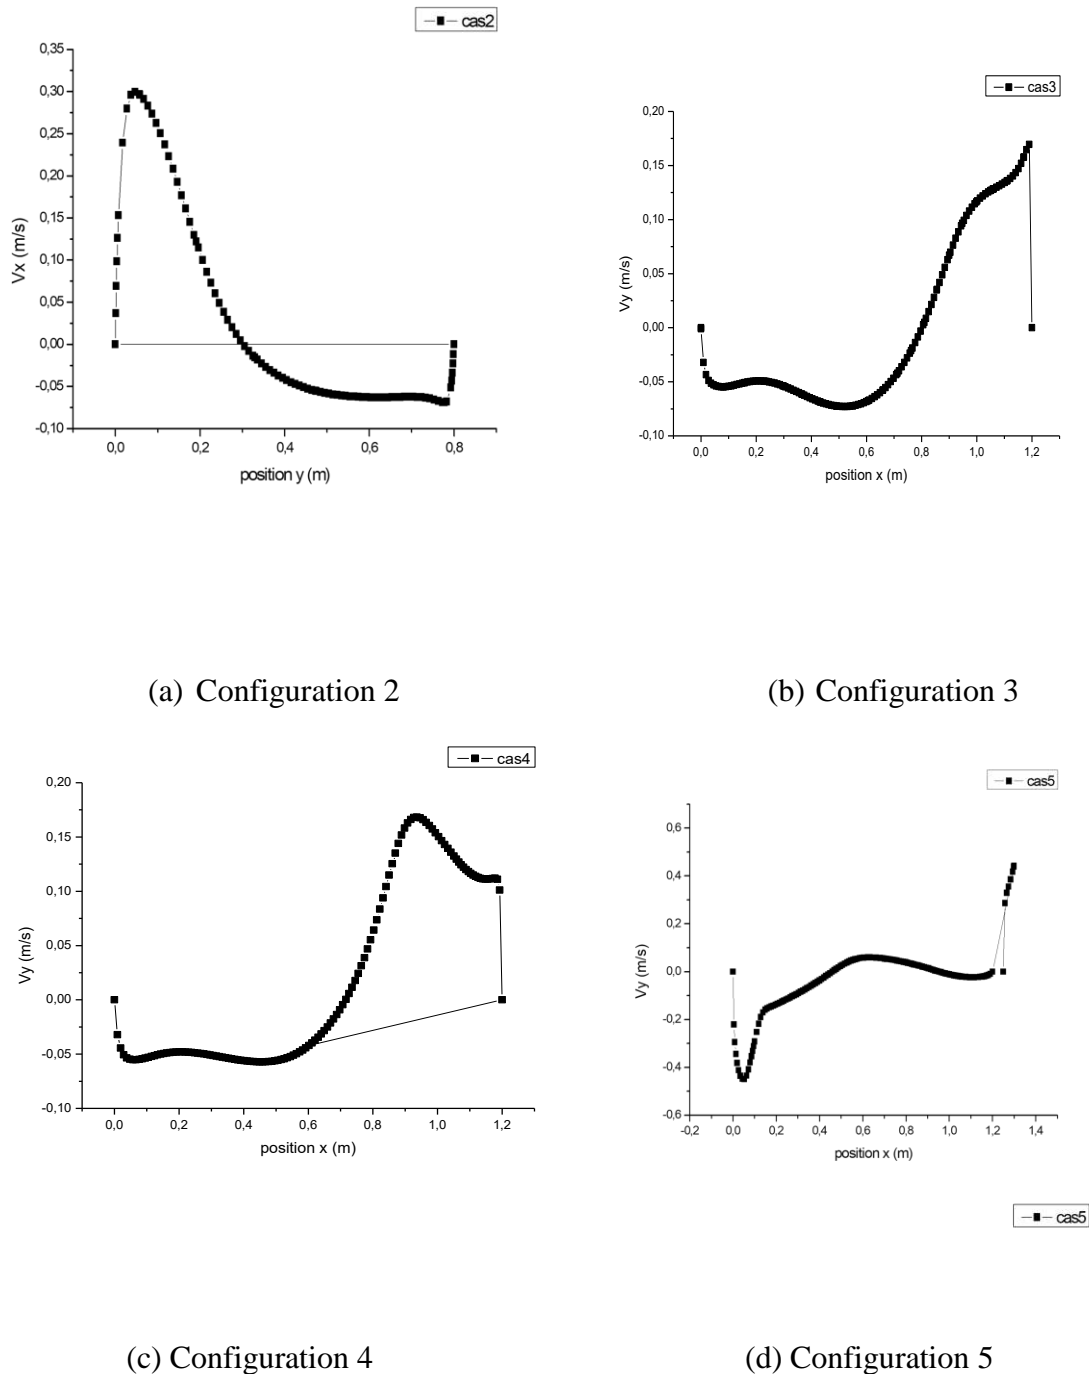 cas2
0,35
0,30
0,25
0,20
0,15
0,10
0,05
0,00
-0,05
-0,10
Vx (m/s)
0,0 0,2 0,4 0,6 0,8
position y (m)
cas3
0,20
0,15
0,10
0,05
0,00
-0,05
-0,10
Vy (m/s)
0,0 0,2 0,4 0,6 0,8 1,0 1,2
position x (m)
(a) Configuration 2
(b) Configuration 3
cas4
0,20
0,15
0,10
0,05
0,00
-0,05
-0,10
Vy (m/s)
0,0 0,2 0,4 0,6 0,8 1,0 1,2
position x (m)
cas5
0,6
0,4
0,2
0,0
-0,2
-0,4
-0,6
Vy (m/s)
-0,2 0,0 0,2 0,4 0,6 0,8 1,0 1,2 1,4
position x (m)
cas5
(c) Configuration 4
(d) Configuration 5